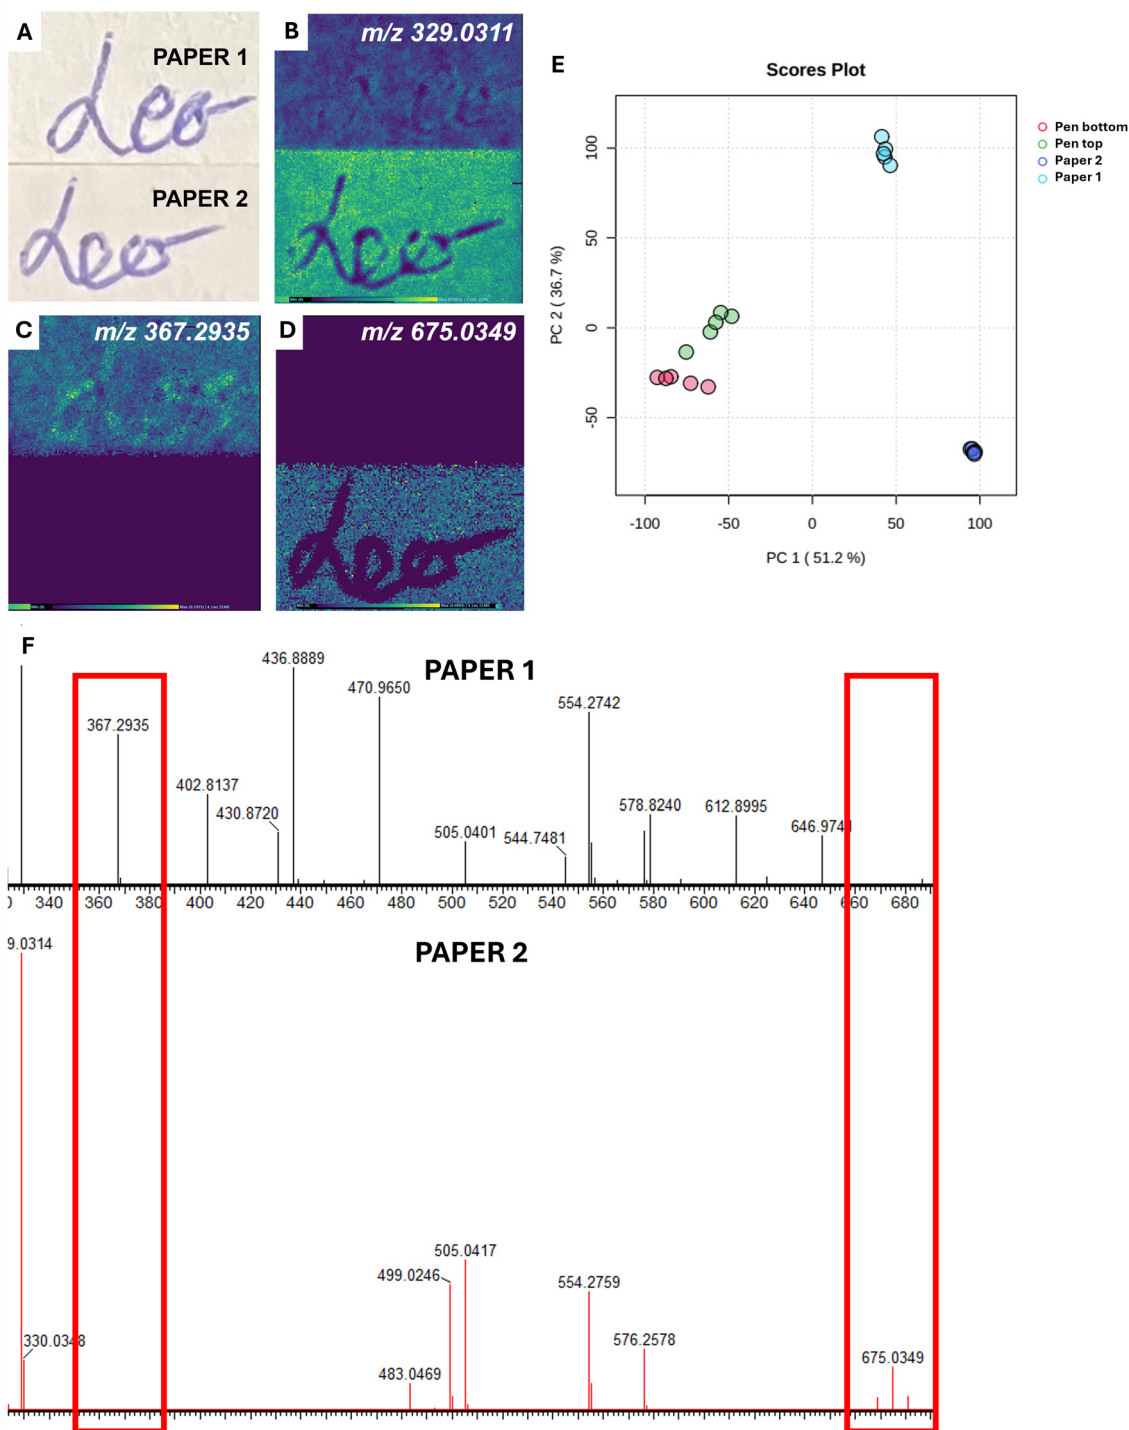 A
PAPER 1
Leo
PAPER 2
Leo
B
m/z 329.0311
Leo
C
m/z 367.2935
D
m/z 675.0349
Leo
E
Scores Plot
PC 2 ( 36.7 %)
100
50
0
-50
-100
-50
0
50
100
PC 1 ( 51.2 %)
Pen bottom
Pen top
Paper 2
Paper 1
F
PAPER 1
436.8889
470.9650
554.2742
367.2935
402.8137
430.8720
505.0401
544.7481
578.8240
612.8995
340 360 380 400 420 440 460 480 500 520 540 560 580 600 620 640 660 680
PAPER 2
9.0314
505.0417
499.0246
554.2759
330.0348
576.2578
483.0469
675.0349